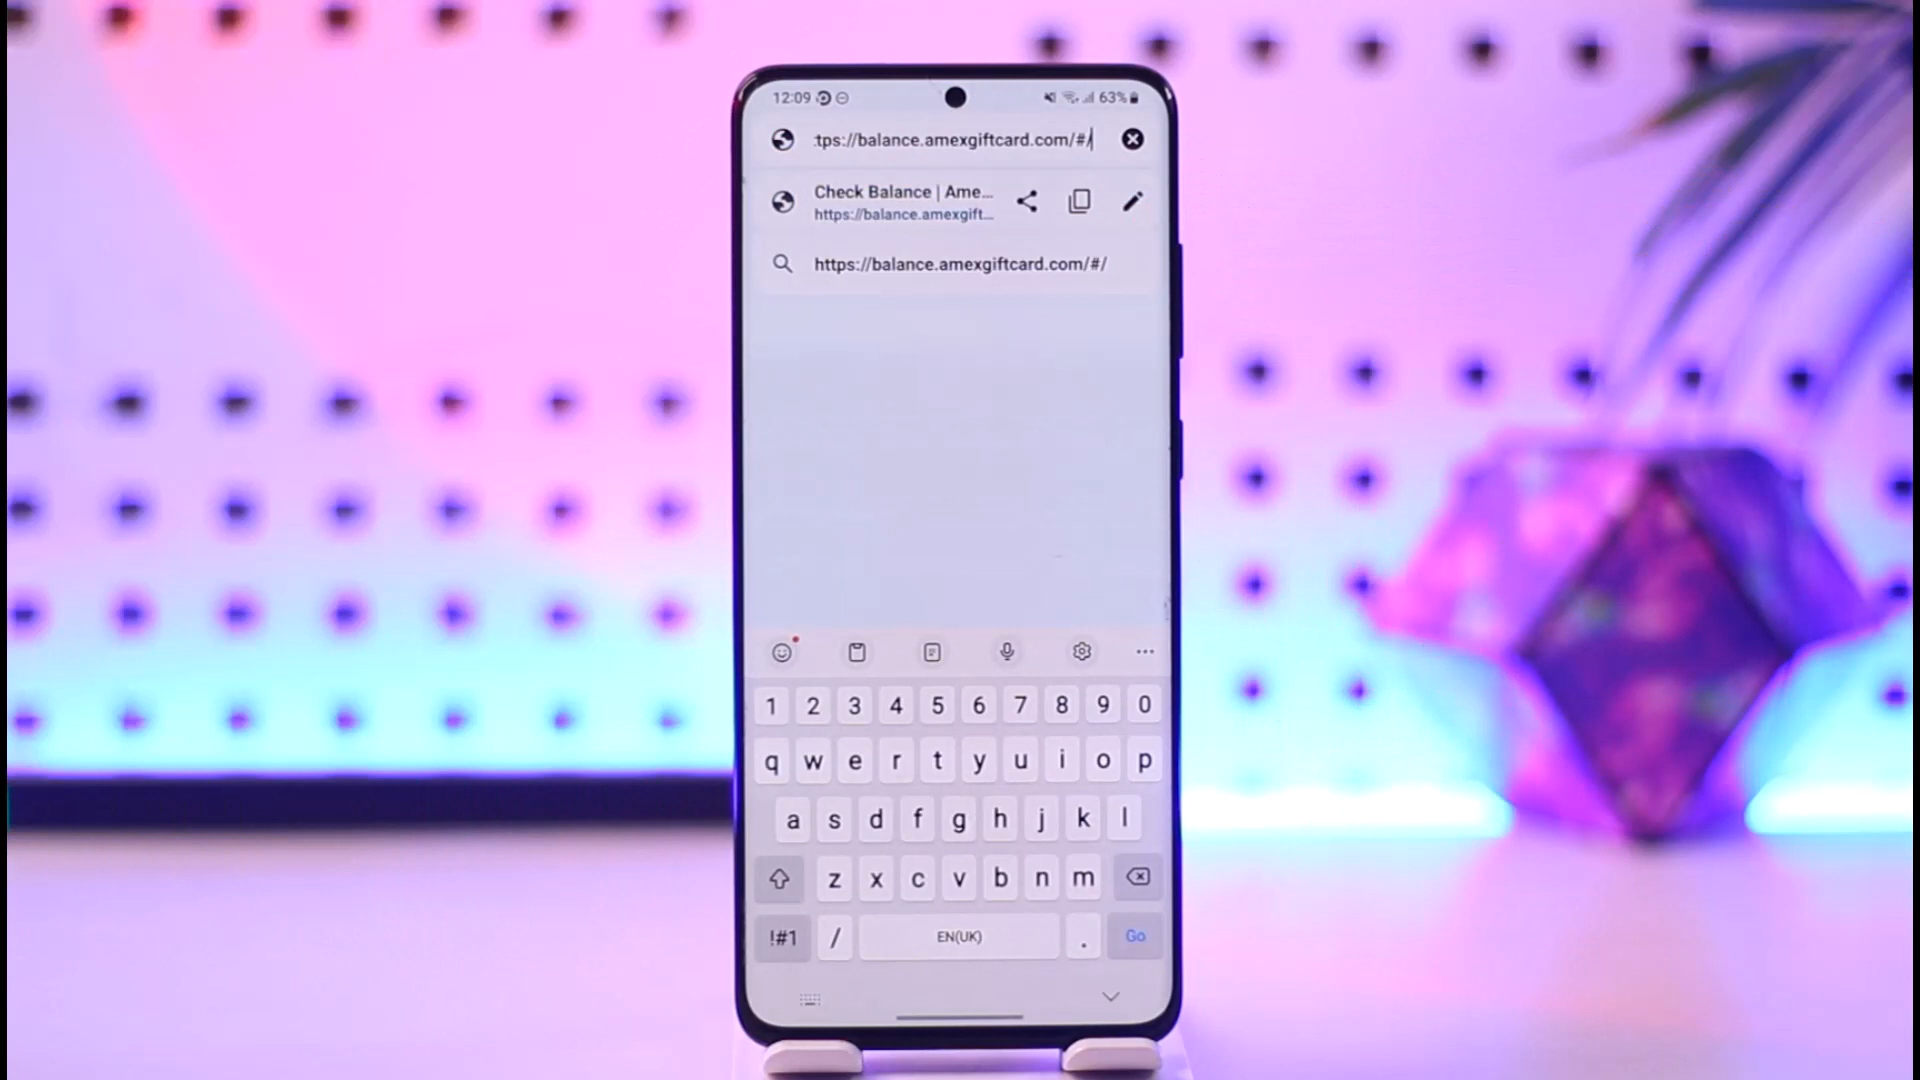 12:09 63%
:tps://balance.amexgiftcard.com/#/
Check Balance | Ame...
https://balance.amexgift...
https://balance.amexgiftcard.com/#/
1 2 3 4 5 6 7 8 9 0
q w e r t y u i o p
a s d f g h j k l
z x c v b n m
!#1 / EN(UK) . Go